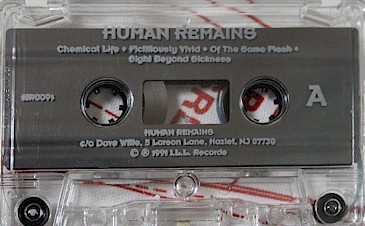 HUMAN REMAINS
Chemical Life • Fictitiously Vivid • Of The Same Flesh •
Sight Beyond Sickness
A
HUMAN REMAINS
c/o Dave Witte, 5 Larson Lane, Hazlet, NJ 07730
© ℗ 1991 I.L.L. Records